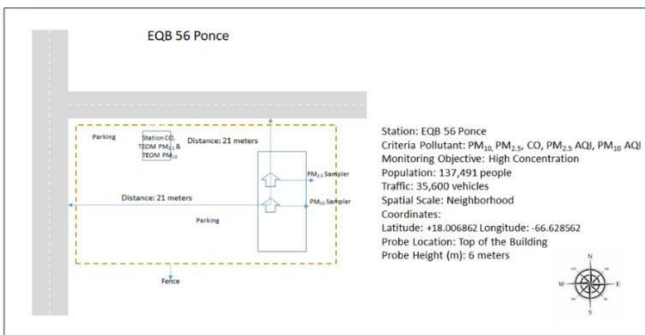 EQB 56 Ponce
Parking
Station CO,
TEOM PM2.5 &
TEOM PM10
Distance: 21 meters
PM2.5 Sampler
Distance: 21 meters
PM10 Sampler
Parking
Fence
Station: EQB 56 Ponce
Criteria Pollutant: PM10, PM2.5, CO, PM2.5 AQI, PM10 AQI
Monitoring Objective: High Concentration
Population: 137,491 people
Traffic: 35,600 vehicles
Spatial Scale: Neighborhood
Coordinates:
Latitude: +18.006862 Longitude: -66.628562
Probe Location: Top of the Building
Probe Height (m): 6 meters
N
W
E
S